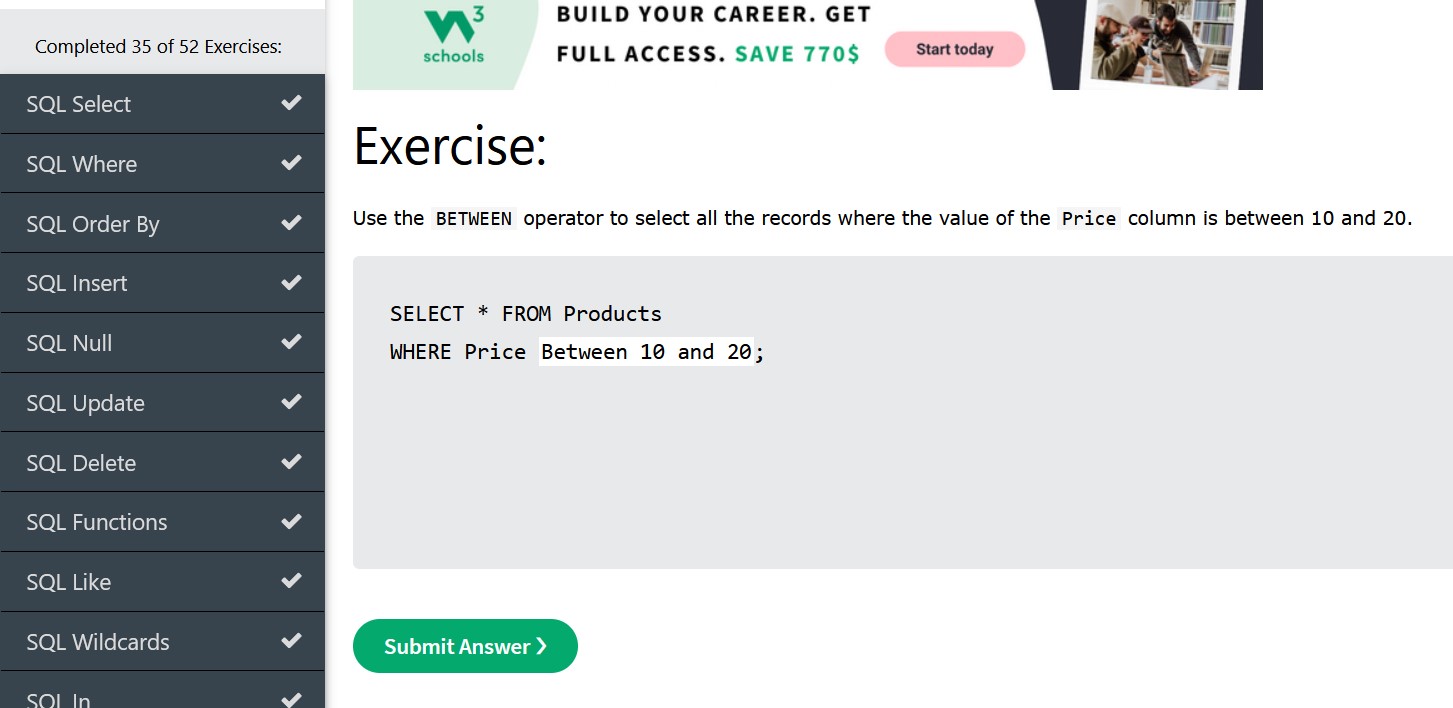 Completed 35 of 52 Exercises:
SQL Select
SQL Where
SQL Order By
SQL Insert
SQL Null
SQL Update
SQL Delete
SQL Functions
SQL Like
SQL Wildcards
SQL In
3
schools
BUILD YOUR CAREER. GET
FULL ACCESS. SAVE 770$
Start today
Exercise:
Use the BETWEEN operator to select all the records where the value of the Price column is between 10 and 20.
SELECT * FROM Products
WHERE Price Between 10 and 20;
Submit Answer ❯